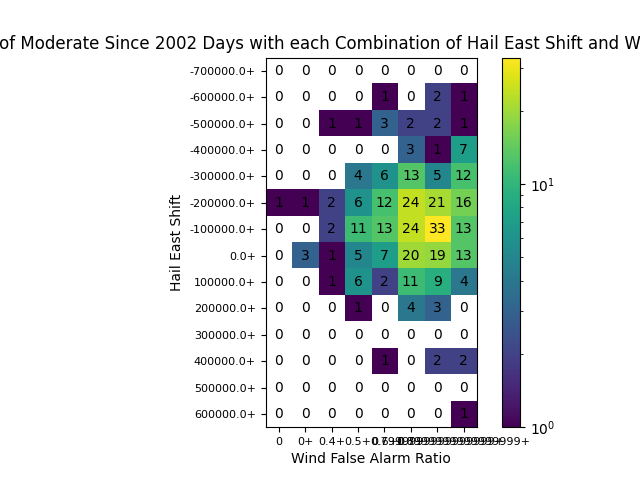 of Moderate Since 2002 Days with each Combination of Hail East Shift and W
-700000.0+ 0 0 0 0 0 0 0 0
-600000.0+ 0 0 0 0 1 0 2 1
-500000.0+ 0 0 1 1 3 2 2 1
-400000.0+ 0 0 0 0 0 3 1 7
-300000.0+ 0 0 0 4 6 13 5 12
-200000.0+ 1 1 2 6 12 24 21 16
-100000.0+ 0 0 2 11 13 24 33 13
0.0+ 0 3 1 5 7 20 19 13
100000.0+ 0 0 1 6 2 11 9 4
200000.0+ 0 0 0 1 0 4 3 0
300000.0+ 0 0 0 0 0 0 0 0
400000.0+ 0 0 0 0 1 0 2 2
500000.0+ 0 0 0 0 0 0 0 0
600000.0+ 0 0 0 0 0 0 0 1
0 0+ 0.4+ 0.5+
Wind False Alarm Ratio
Hail East Shift
10^1
10^0